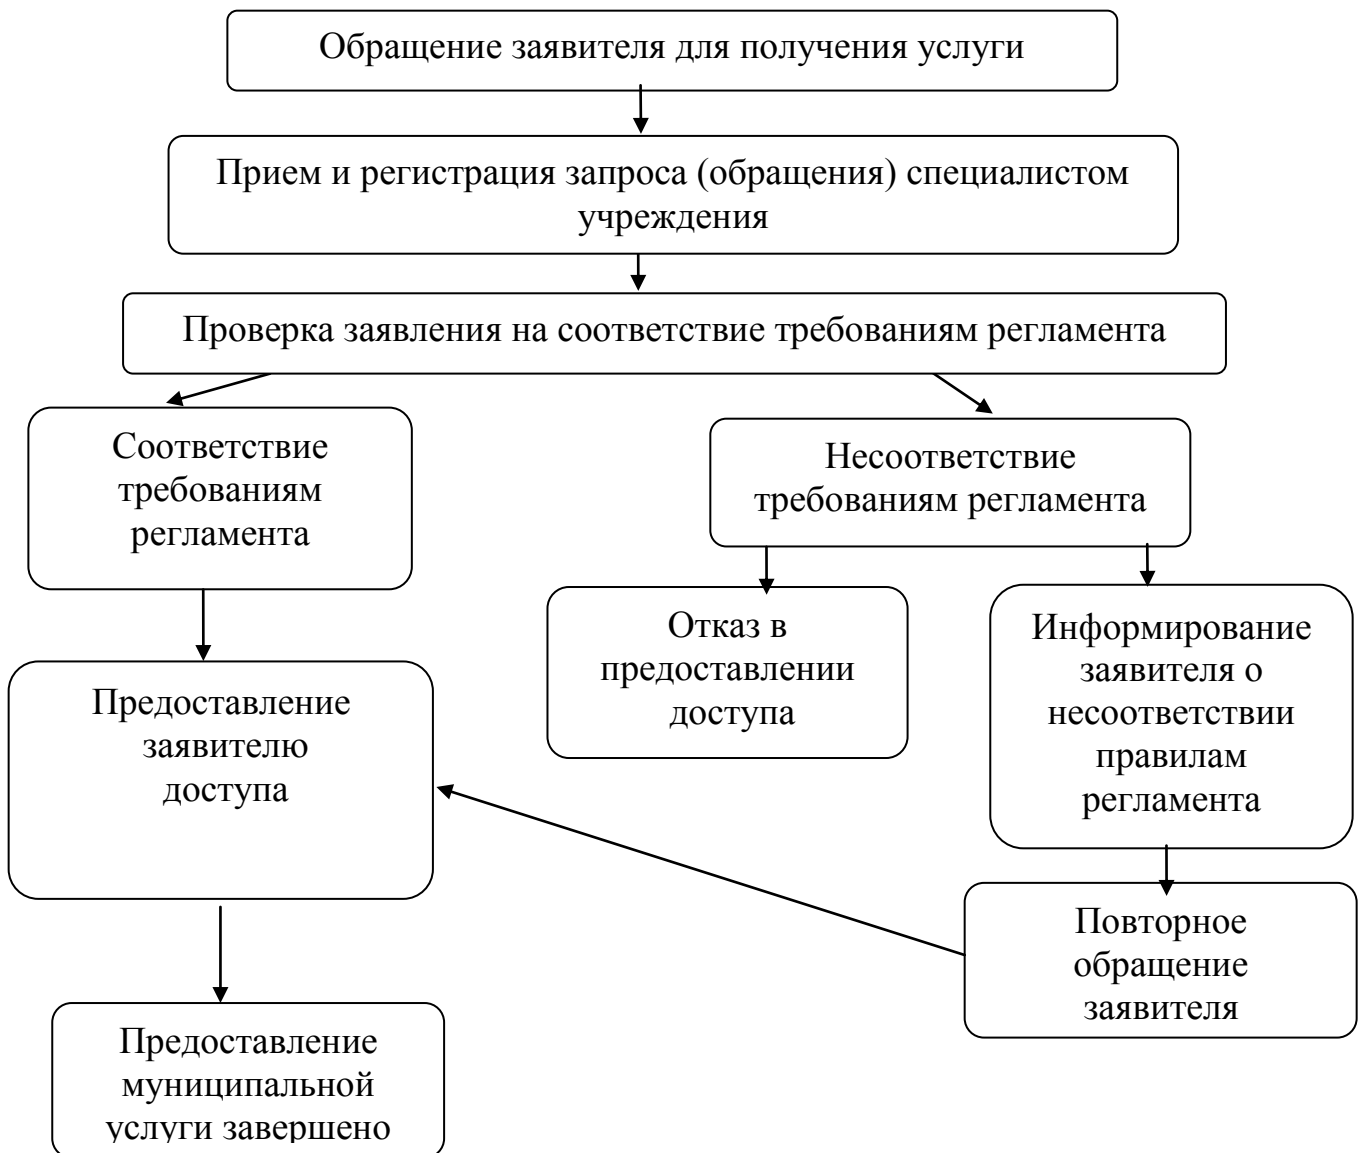 Обращение заявителя для получения услуги
Прием и регистрация запроса (обращения) специалистом
учреждения
Проверка заявления на соответствие требованиям регламента
Соответствие
требованиям
регламента
Несоответствие
требованиям регламента
Отказ в
предоставлении
доступа
Информирование
заявителя о
несоответствии
правилам
регламента
Предоставление
заявителю
доступа
Повторное
обращение
заявителя
Предоставление
муниципальной
услуги завершено